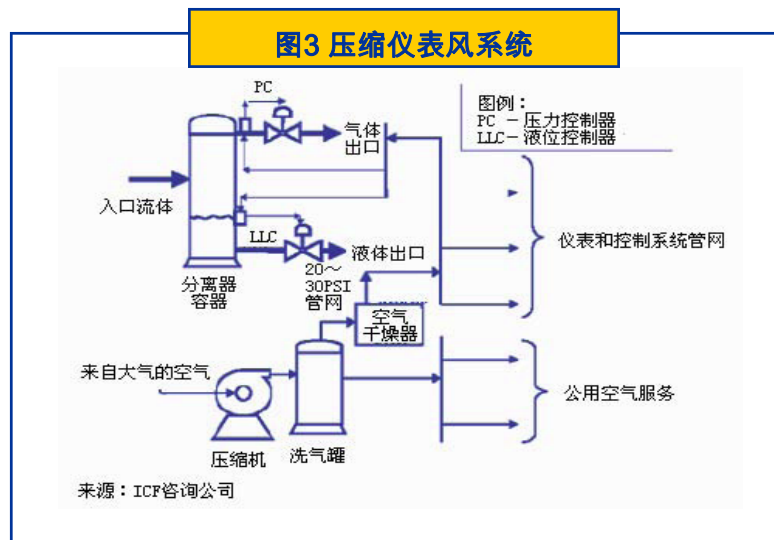 图3 压缩仪表风系统
PC
图例：
PC －压力控制器
LLC－液位控制器
气体
出口
入口流体
LLC
液体出口
仪表和控制系统管网
分离器
容器
20～
30PSI
管网
空气
干燥器
来自大气的空气
公用空气服务
压缩机
洗气罐
来源：ICF咨询公司